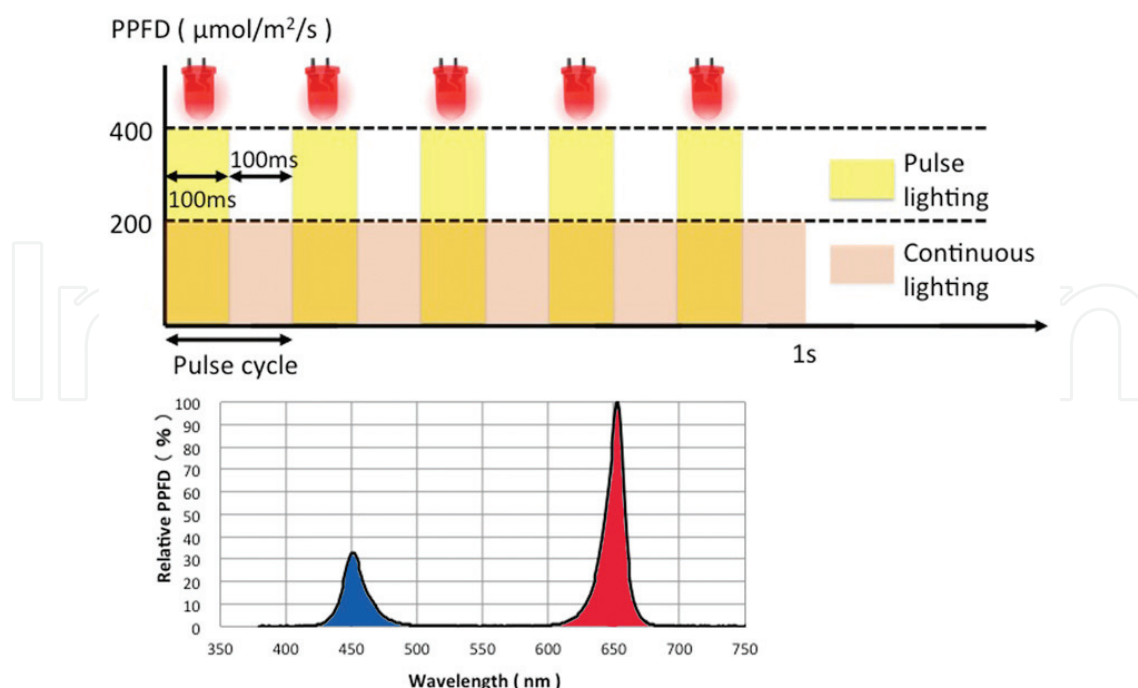 PPFD ( μmol/m²/s )
400
100ms
100ms
200
Pulse
lighting
Continuous
lighting
Pulse cycle
1s
Relative PPFD ( % )
100
90
80
70
60
50
40
30
20
10
0
350 400 450 500 550 600 650 700 750
Wavelength ( nm )